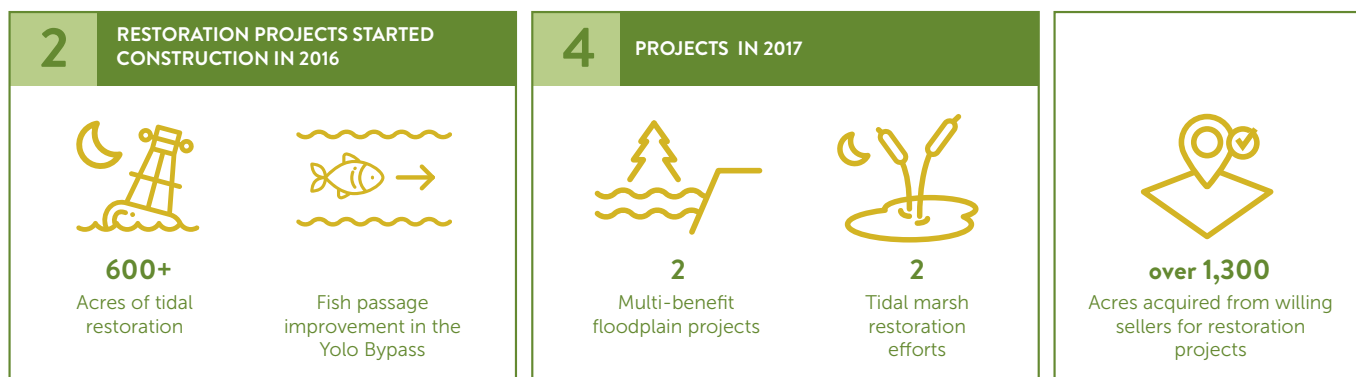 2
RESTORATION PROJECTS STARTED
CONSTRUCTION IN 2016
600+
Acres of tidal
restoration
Fish passage
improvement in the
Yolo Bypass
4
PROJECTS IN 2017
2
Multi-benefit
floodplain projects
2
Tidal marsh
restoration
efforts
over 1,300
Acres acquired from willing
sellers for restoration
projects